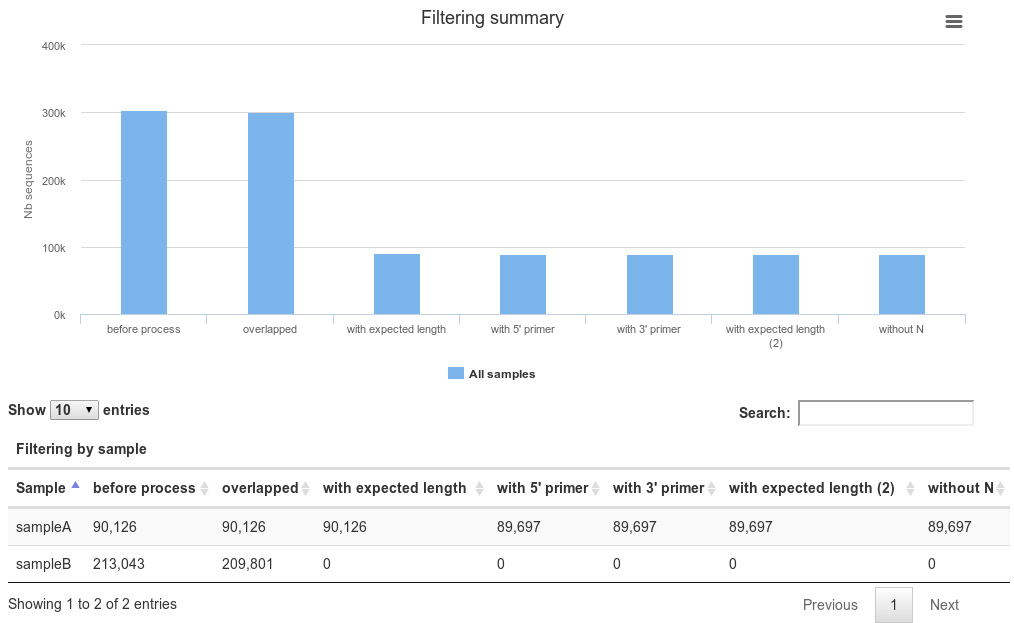 Filtering summary
400k
300k
200k
100k
0k
Nb sequences
before process
overlapped
with expected length
with 5' primer
with 3' primer
with expected length
(2)
without N
All samples
Show 10 entries
Search:
Filtering by sample
Sample before process overlapped with expected length with 5' primer with 3' primer with expected length (2) without N
sampleA 90,126 90,126 90,126 89,697 89,697 89,697 89,697
sampleB 213,043 209,801 0 0 0 0 0
Showing 1 to 2 of 2 entries
Previous 1 Next